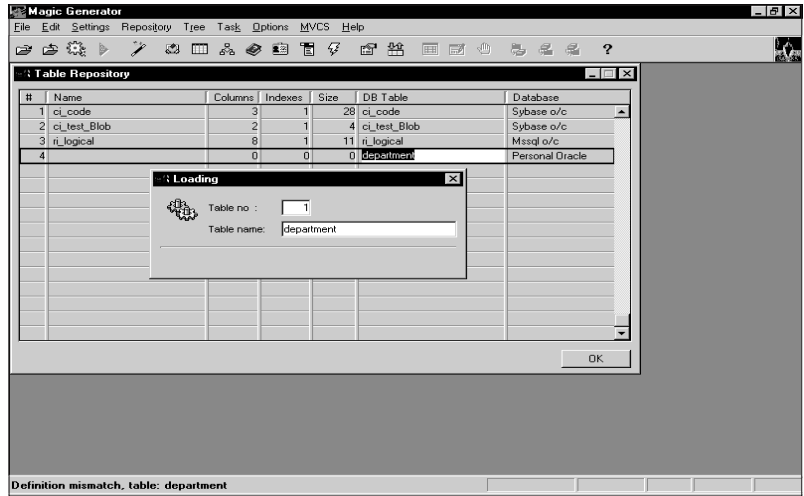 Magic Generator
File Edit Settings Repository Tree Task Options MVCS Help
?
Table Repository
# Name Columns Indexes Size DB Table Database
1 ci_code 3 1 28 ci_code Sybase o/c
2 ci_test_Blob 2 1 4 ci_test_Blob Sybase o/c
3 ri_logical 8 1 11 ri_logical Mssql o/c
4 0 0 0 department Personal Oracle
Loading
Table no : 1
Table name: department
OK
Definition mismatch, table: department